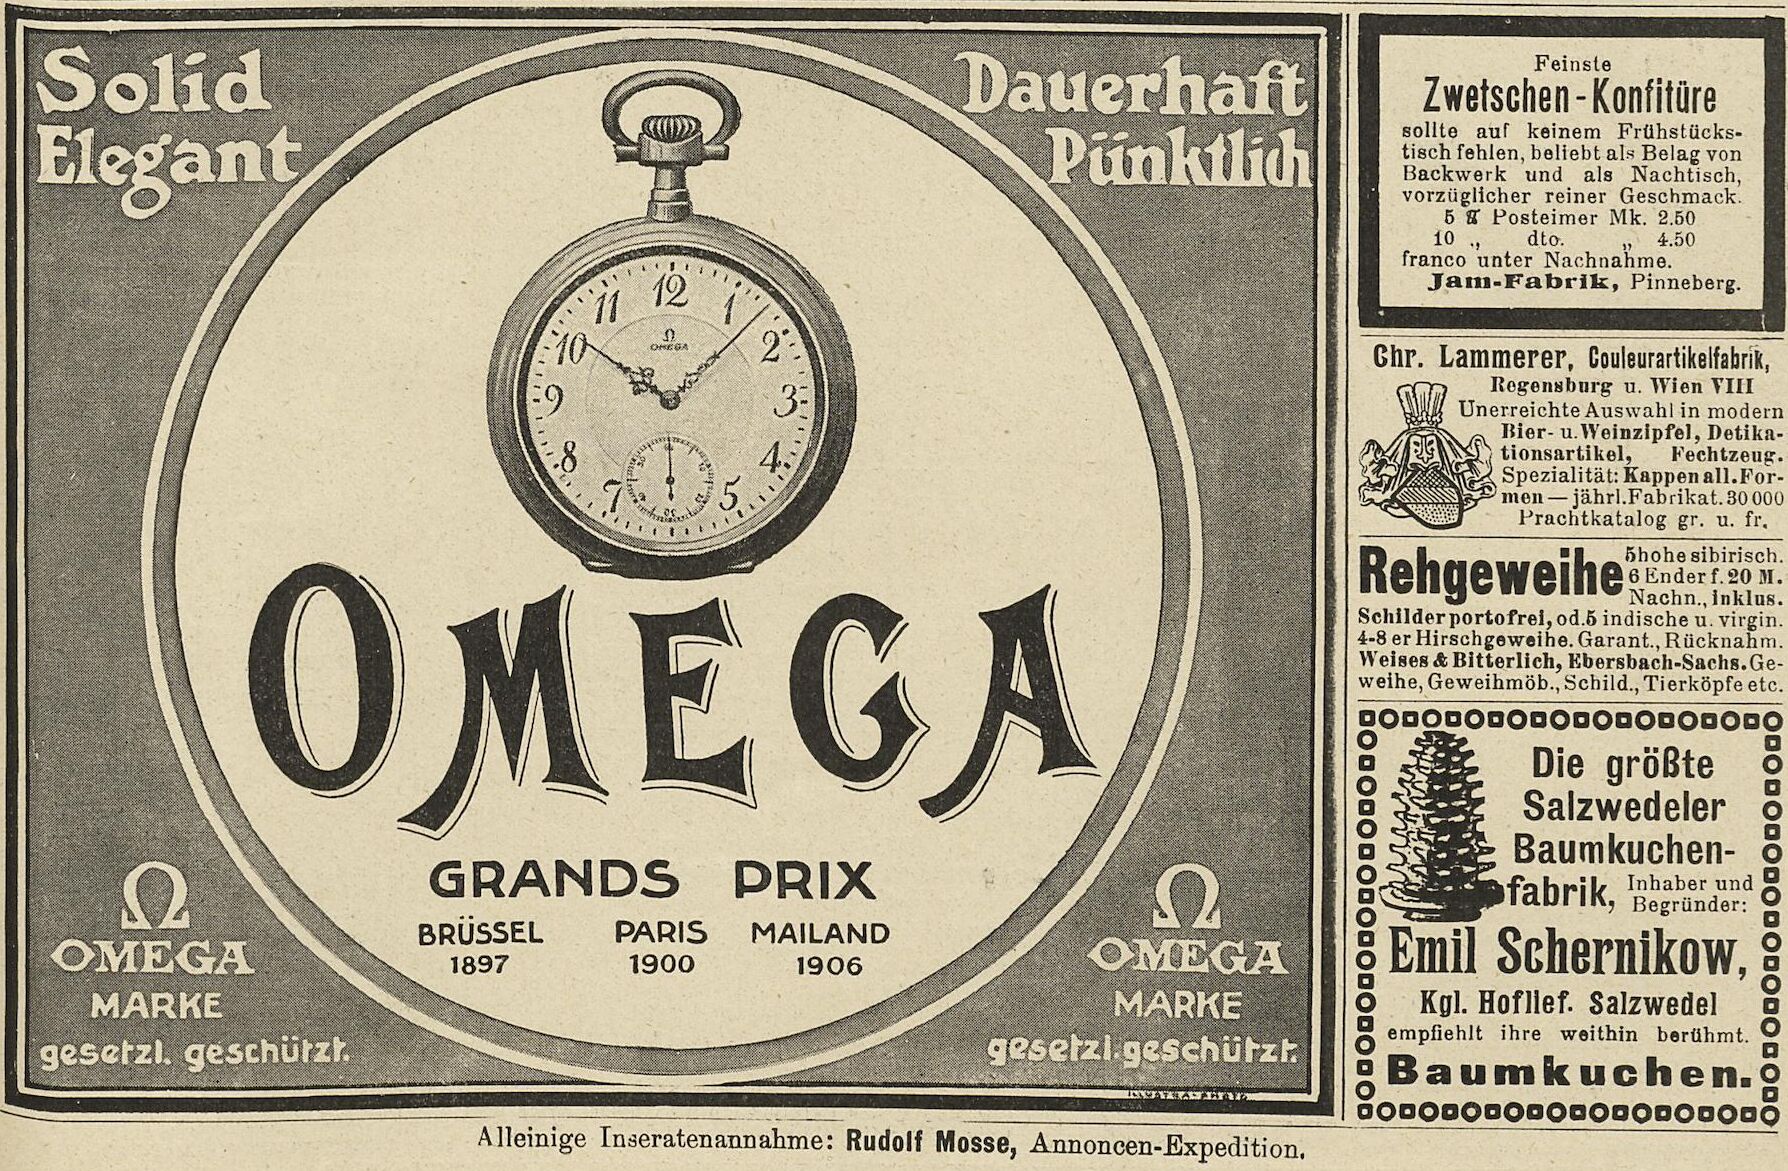 Solid
Elegant
Dauerhaft
Pünktlich
11 12 1
10 2
9 3
8 4
7 5
Ω
OMEGA
OMEGA
GRANDS PRIX
BRÜSSEL PARIS MAILAND
1897 1900 1906
Ω
OMEGA
MARKE
gesetzl. geschützt.
Ω
OMEGA
MARKE
gesetzl. geschützt.
Feinste
Zwetschen-Konfitüre
sollte auf keinem Frühstücks-
tisch fehlen, beliebt als Belag von
Backwerk und als Nachtisch,
vorzüglicher reiner Geschmack.
5 ℔ Posteimer Mk. 2.50
10 „ dto. „ 4.50
franco unter Nachnahme.
Jam-Fabrik, Pinneberg.
Chr. Lammerer, Couleurartikelfabrik,
Regensburg u. Wien VIII
Unerreichte Auswahl in modern
Bier- u. Weinzipfel, Detika-
tionsartikel, Fechtzeug.
Spezialität: Kappen all. For-
men — jährl. Fabrikat. 30 000
Prachtkatalog gr. u. fr.
Rehgeweihe 5 hohe sibirisch.
6 Ender f. 20 M.
Nachn., inklus.
Schilder portofrei, od. 5 indische u. virgin.
4-8 er Hirschgeweihe. Garant., Rücknahm.
Weises & Bitterlich, Ebersbach-Sachs. Ge-
weihe, Geweihmöb., Schild., Tierköpfe etc.
Die größte
Salzwedeler
Baumkuchen-
fabrik, Inhaber und
Begründer:
Emil Schernikow,
Kgl. Hoflief. Salzwedel
empfiehlt ihre weithin berühmt.
Baumkuchen.
Alleinige Inseratenannahme: Rudolf Mosse, Annoncen-Expedition.